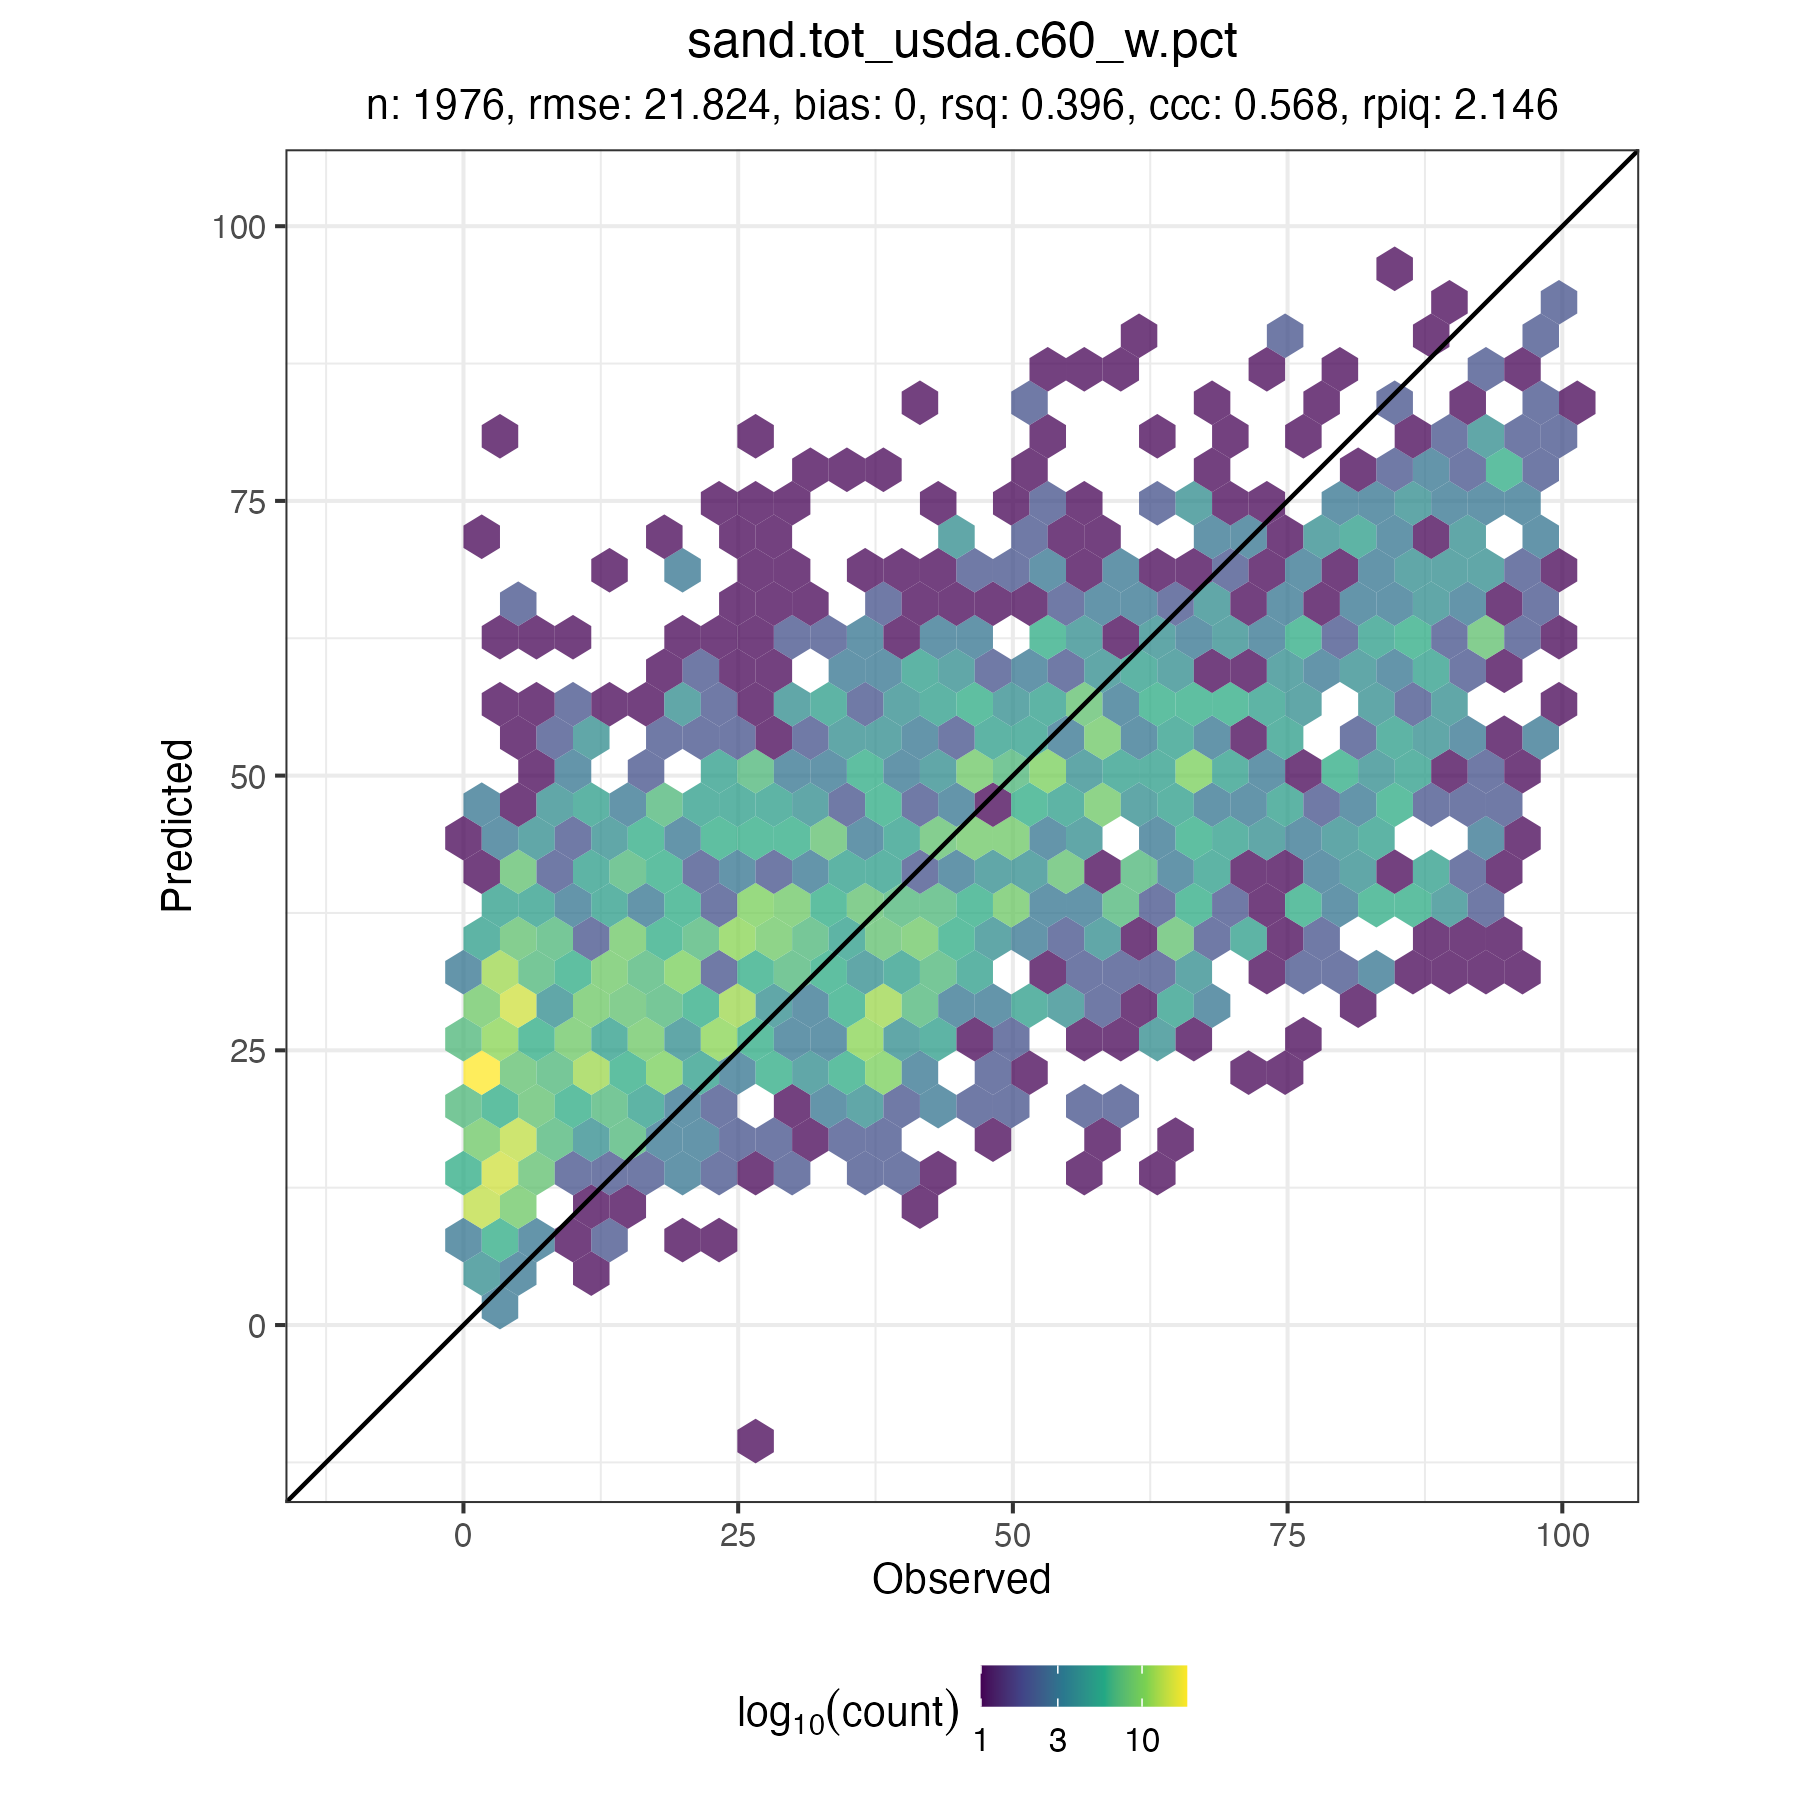 sand.tot_usda.c60_w.pct
n: 1976, rmse: 21.824, bias: 0, rsq: 0.396, ccc: 0.568, rpiq: 2.146
Predicted
100
75
50
25
0
0 25 50 75 100
Observed
log₁₀(count)
1 3 10